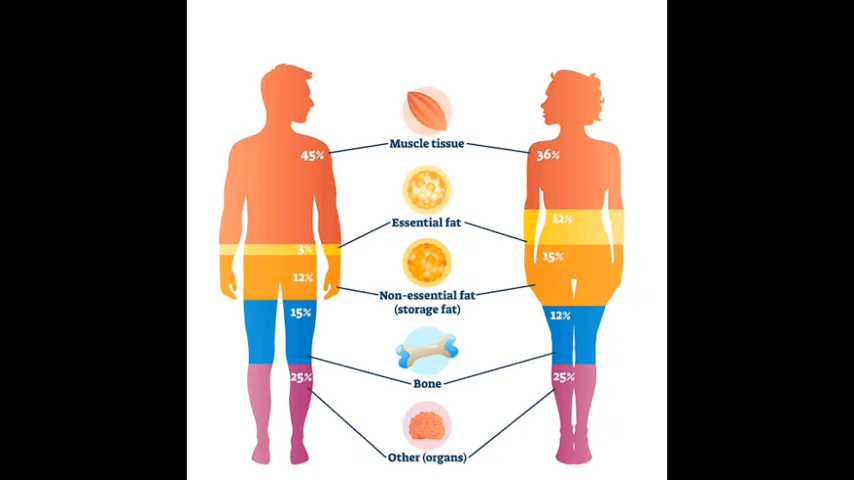 Muscle tissue
45%
36%
Essential fat
3%
12%
Non-essential fat
(storage fat)
12%
15%
Bone
15%
12%
Other (organs)
25%
25%